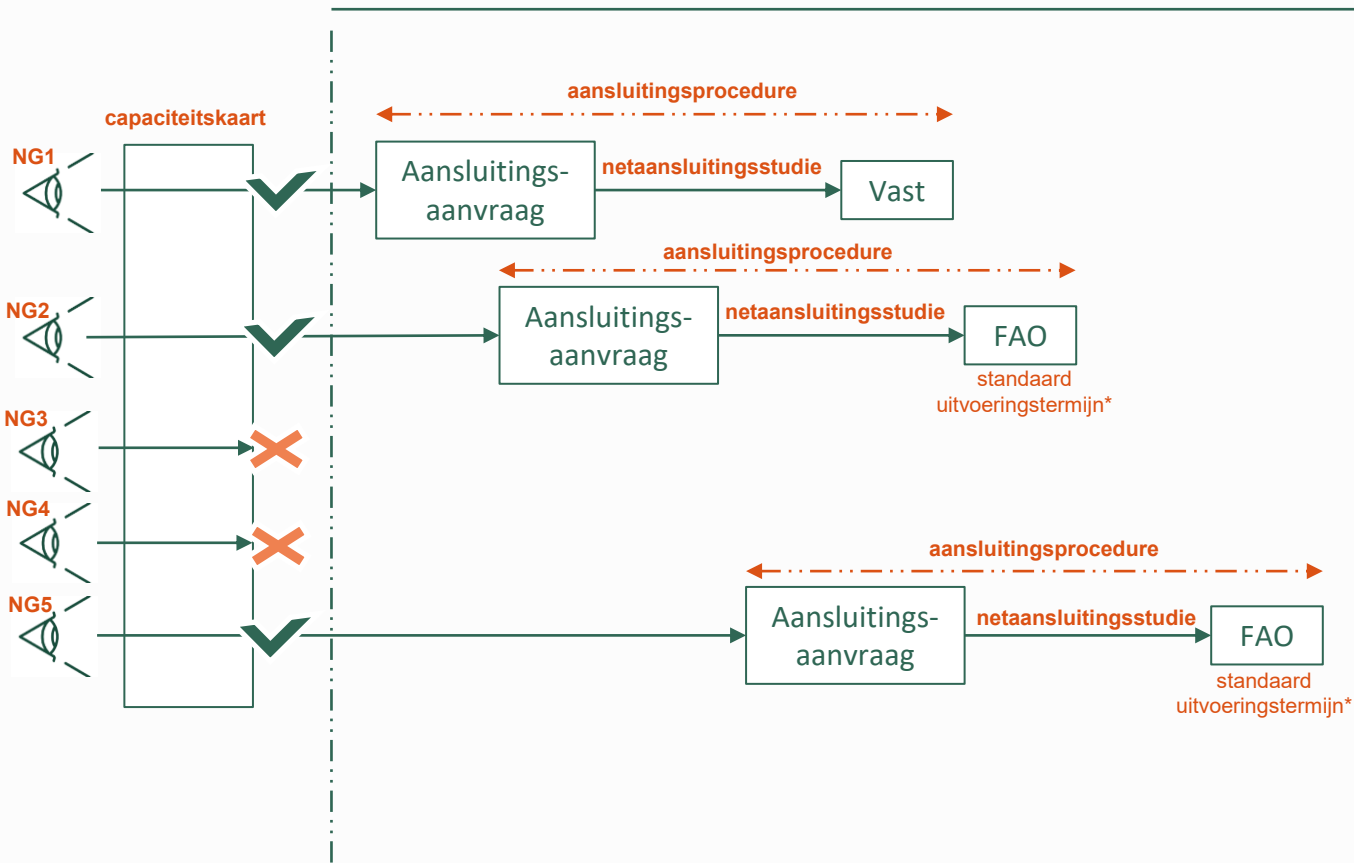 aansluitingsprocedure
capaciteitskaart
NG1
Aansluitings-
aanvraag
netaansluitingsstudie
Vast
aansluitingsprocedure
NG2
Aansluitings-
aanvraag
netaansluitingsstudie
FAO
standaard
uitvoeringstermijn*
NG3
NG4
aansluitingsprocedure
NG5
Aansluitings-
aanvraag
netaansluitingsstudie
FAO
standaard
uitvoeringstermijn*